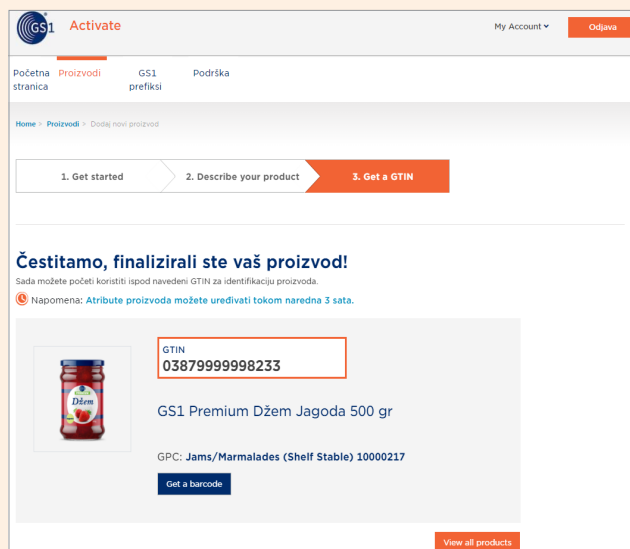 GS1 Activate
My Account
Odjava
Početna stranica
Proizvodi
GS1 prefiksi
Podrška
Home > Proizvodi > Dodaj novi proizvod
1. Get started
2. Describe your product
3. Get a GTIN
Čestitamo, finalizirali ste vaš proizvod!
Sada možete početi koristiti ispod navedeni GTIN za identifikaciju proizvoda.
Napomena: Atribute proizvoda možete uređivati tokom naredna 3 sata.
Džem
GTIN
03879999998233
GS1 Premium Džem Jagoda 500 gr
GPC: Jams/Marmalades (Shelf Stable) 10000217
Get a barcode
View all products